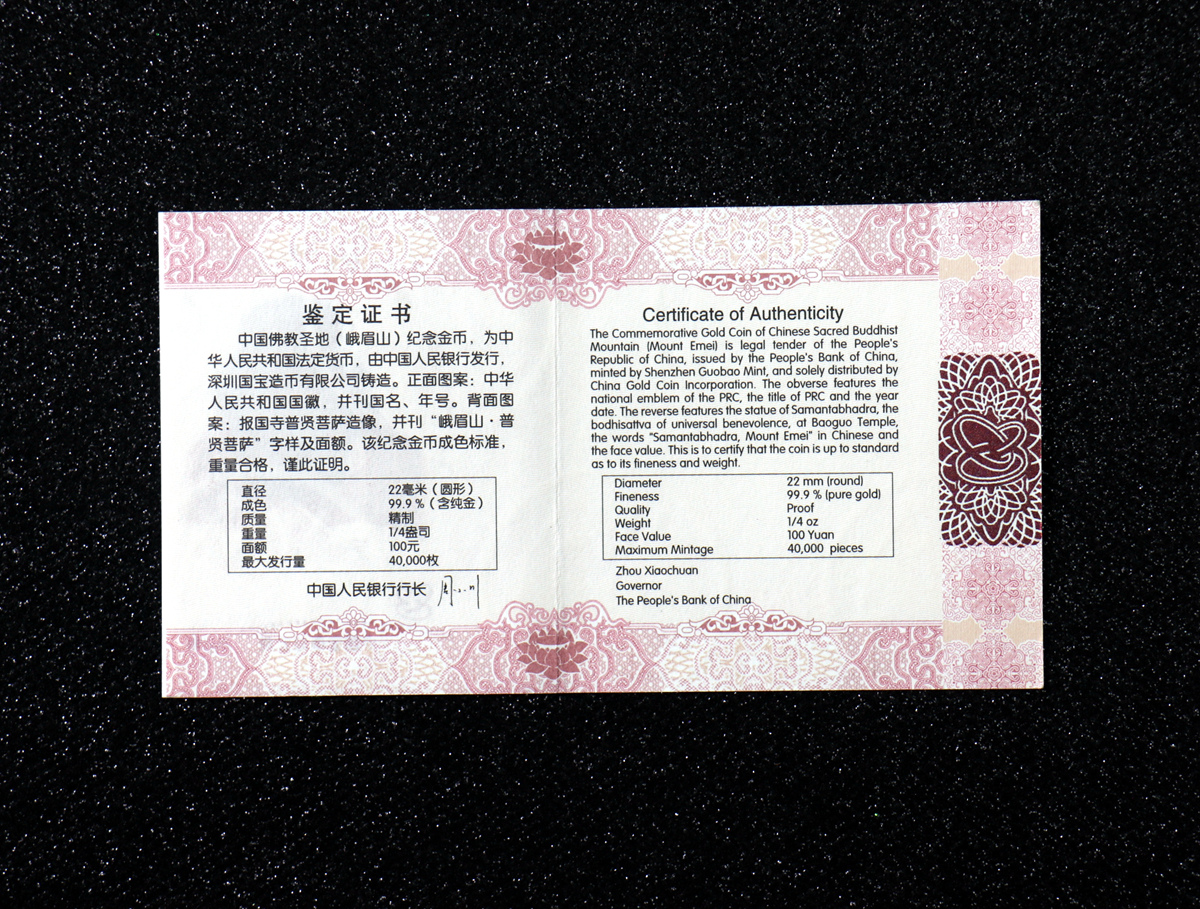 鉴定证书
中国佛教圣地（峨眉山）纪念金币，为中
华人民共和国法定货币，由中国人民银行发行，
深圳国宝造币有限公司铸造。正面图案：中华
人民共和国国徽，并刊国名、年号。背面图
案：报国寺普贤菩萨造像，并刊“峨眉山·普
贤菩萨”字样及面额。该纪念金币成色标准，
重量合格，谨此证明。
直径 22毫米（圆形）
成色 99.9％（含纯金）
质量 精制
重量 1/4盎司
面额 100元
最大发行量 40,000枚
中国人民银行行长
Certificate of Authenticity
The Commemorative Gold Coin of Chinese Sacred Buddhist
Mountain (Mount Emei) is legal tender of the People's
Republic of China, issued by the People's Bank of China,
minted by Shenzhen Guobao Mint, and solely distributed by
China Gold Coin Incorporation. The obverse features the
national emblem of the PRC, the title of PRC and the year
date. The reverse features the statue of Samantabhadra, the
bodhisattva of universal benevolence, at Baoguo Temple,
the words "Samantabhadra, Mount Emei" in Chinese and
the face value. This is to certify that the coin is up to standard
as to its fineness and weight.
Diameter 22 mm (round)
Fineness 99.9 % (pure gold)
Quality Proof
Weight 1/4 oz
Face Value 100 Yuan
Maximum Mintage 40,000 pieces
Zhou Xiaochuan
Governor
The People's Bank of China